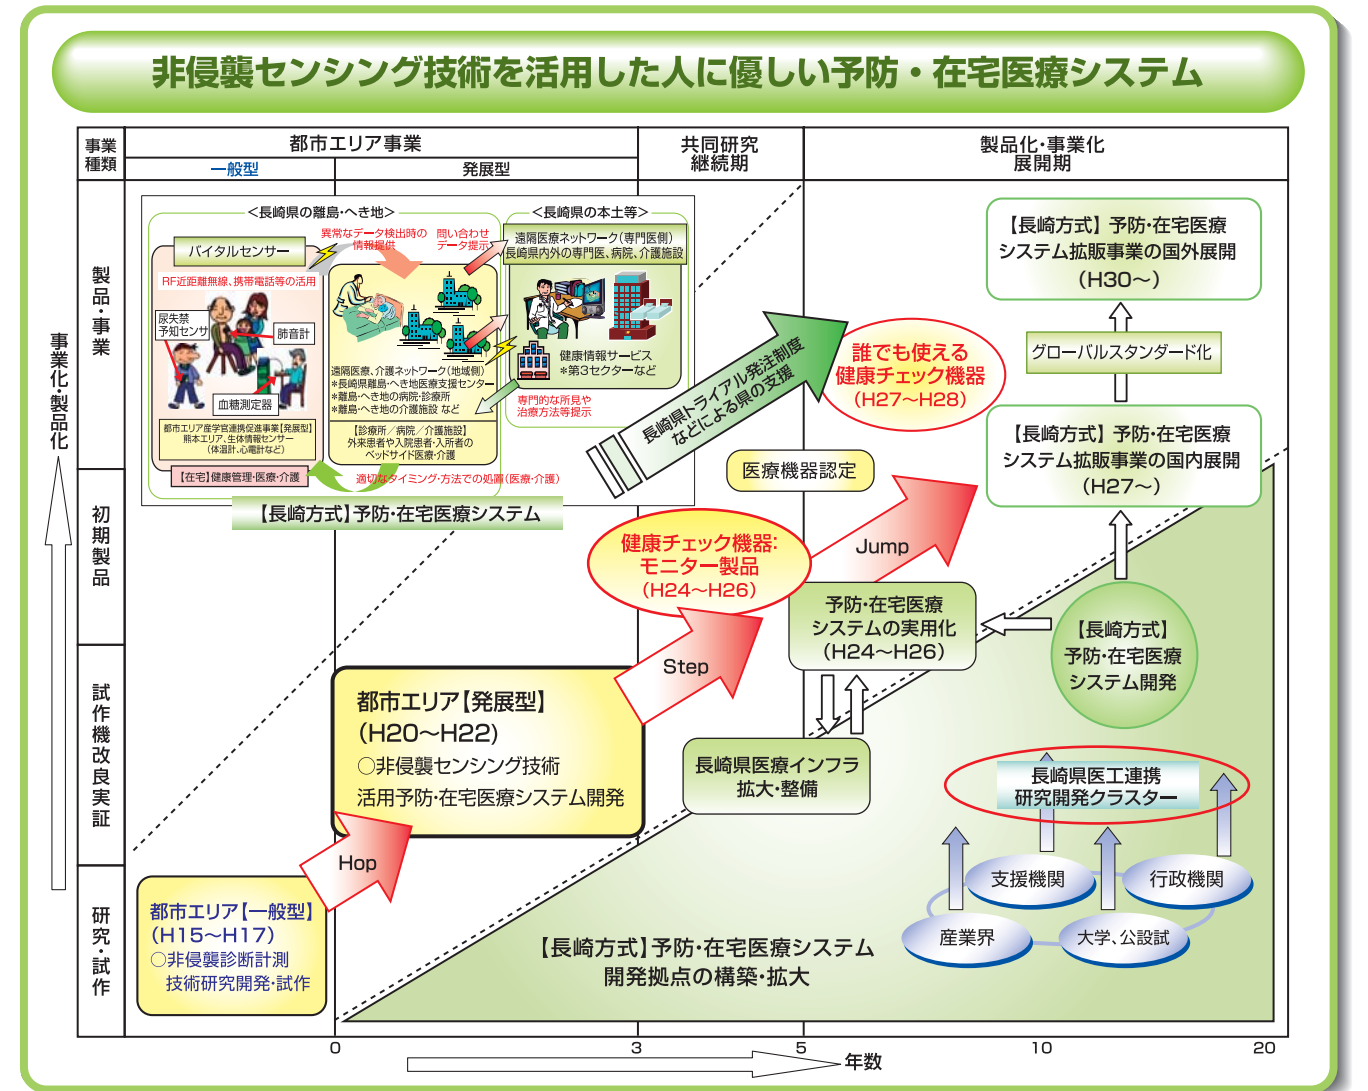 非侵襲センシング技術を活用した人に優しい予防・在宅医療システム
事業
種類
都市エリア事業
一般型
発展型
共同研究
継続期
製品化・事業化
展開期
事業化・製品化
製品・事業
初期製品
試作機改良実証
研究・試作
<長崎県の離島・へき地>
バイタルセンサー
異常なデータ検出時の
情報提供
問い合わせ
データ提示
RF近距離無線、携帯電話等の活用
尿失禁
予知センサ
肺音計
血糖測定器
都市エリア産学官連携促進事業【発展型】
熊本エリア、生体情報センサー
(体温計、心電計など)
【在宅】健康管理・医療・介護
遠隔医療、介護ネットワーク(地域側)
*長崎県離島・へき地医療支援センター
*離島・へき地の病院・診療所
*離島・へき地の介護施設 など
【診療所／病院／介護施設】
外来患者や入院患者・入所者の
ベッドサイド医療・介護
適切なタイミング・方法での処置(医療・介護)
<長崎県の本土等>
遠隔医療ネットワーク(専門医側)
長崎県内外の専門医、病院、介護施設
健康情報サービス
*第3セクターなど
専門的な所見や
治療方法等提示
【長崎方式】予防・在宅医療システム
長崎県トライアル発注制度
などによる県の支援
誰でも使える
健康チェック機器
(H27～H28)
医療機器認定
【長崎方式】予防・在宅医療
システム拡販事業の国外展開
(H30～)
グローバルスタンダード化
【長崎方式】予防・在宅医療
システム拡販事業の国内展開
(H27～)
健康チェック機器:
モニター製品
(H24～H26)
Jump
予防・在宅医療
システムの実用化
(H24～H26)
【長崎方式】
予防・在宅医療
システム開発
Step
都市エリア【発展型】
(H20～H22)
○非侵襲センシング技術
活用予防・在宅医療システム開発
長崎県医療インフラ
拡大・整備
長崎県医工連携
研究開発クラスター
Hop
支援機関
行政機関
産業界
大学、公設試
都市エリア【一般型】
(H15～H17)
○非侵襲診断計測
技術研究開発・試作
【長崎方式】予防・在宅医療システム
開発拠点の構築・拡大
0
3
5
10
20
年数